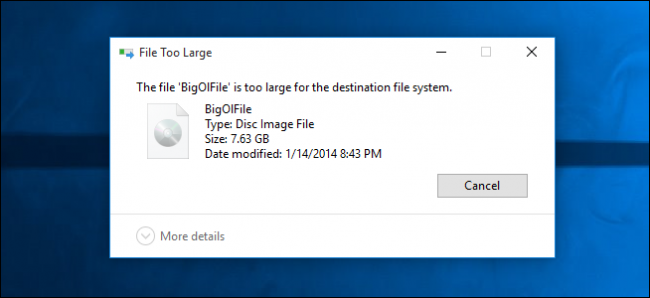 File Too Large
The file 'BigOlFile' is too large for the destination file system.
BigOlFile
Type: Disc Image File
Size: 7.63 GB
Date modified: 1/14/2014 8:43 PM
Cancel
More details